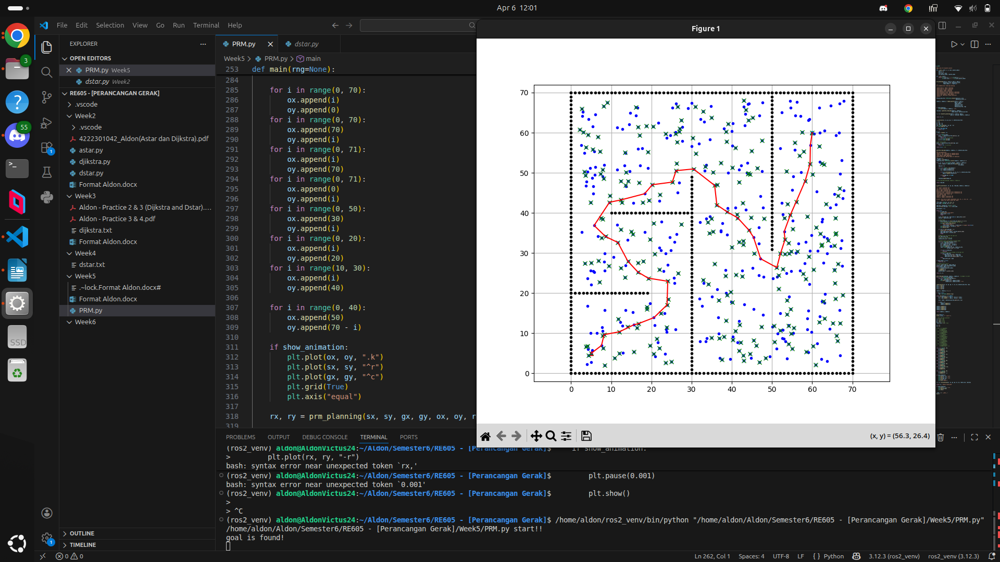 Apr 6 12:01
File Edit Selection View Go Run Terminal Help
Figure 1
3
55
SSD
EXPLORER
OPEN EDITORS
PRM.py Week5
dstar.py Week2
RE605 - [PERANCANGAN GERAK]
.vscode
Week2
.vscode
4222301042_Aldon(Astar dan Dijkstra).pdf
astar.py
djikstra.py
dstar.py
Format Aldon.docx
Week3
Aldon - Practice 2 & 3 (Dijkstra and Dstar)....
Aldon - Practice 3 & 4.pdf
dijkstra.txt
Format Aldon.docx
Week4
dstar.txt
Week5
.~lock.Format Aldon.docx#
Format Aldon.docx
PRM.py
Week6
OUTLINE
TIMELINE
PRM.py dstar.py
Week5 PRM.py main
253 def main(rng=None):
284
285 for i in range(0, 70):
286 ox.append(i)
287 oy.append(0)
288 for i in range(0, 70):
289 ox.append(70)
290 oy.append(i)
291 for i in range(0, 71):
292 ox.append(i)
293 oy.append(70)
294 for i in range(0, 71):
295 ox.append(0)
296 oy.append(i)
297 for i in range(0, 50):
298 ox.append(30)
299 oy.append(i)
300 for i in range(0, 20):
301 ox.append(i)
302 oy.append(20)
303 for i in range(10, 30):
304 ox.append(i)
305 oy.append(40)
306
307 for i in range(0, 40):
308 ox.append(50)
309 oy.append(70 - i)
310
311 if show_animation:
312 plt.plot(ox, oy, ".k")
313 plt.plot(sx, sy, "^r")
314 plt.plot(gx, gy, "^c")
315 plt.grid(True)
316 plt.axis("equal")
317
318 rx, ry = prm_planning(sx, sy, gx, gy, ox, oy, r
319
70
60
50
40
30
20
10
0
0 10 20 30 40 50 60 70
(x, y) = (56.3, 26.4)
PROBLEMS OUTPUT DEBUG CONSOLE TERMINAL PORTS
(ros2_venv) aldon@AldonVictus24:~/Aldon/Semester6/RE605 - [Perancangan Gerak]$ if show_animation:
> plt.plot(rx, ry, "-r")
bash: syntax error near unexpected token `rx,'
(ros2_venv) aldon@AldonVictus24:~/Aldon/Semester6/RE605 - [Perancangan Gerak]$ plt.pause(0.001)
bash: syntax error near unexpected token `0.001'
(ros2_venv) aldon@AldonVictus24:~/Aldon/Semester6/RE605 - [Perancangan Gerak]$ plt.show()
>
> ^C
(ros2_venv) aldon@AldonVictus24:~/Aldon/Semester6/RE605 - [Perancangan Gerak]$ /home/aldon/ros2_venv/bin/python "/home/aldon/Aldon/Semester6/RE605 - [Perancangan Gerak]/Week5/PRM.py"
/home/aldon/Aldon/Semester6/RE605 - [Perancangan Gerak]/Week5/PRM.py start!!
goal is found!
0 0 Ln 262, Col 1 Spaces: 4 UTF-8 LF { } Python 3.12.3 (ros2_venv) ros2_venv (3.12.3)